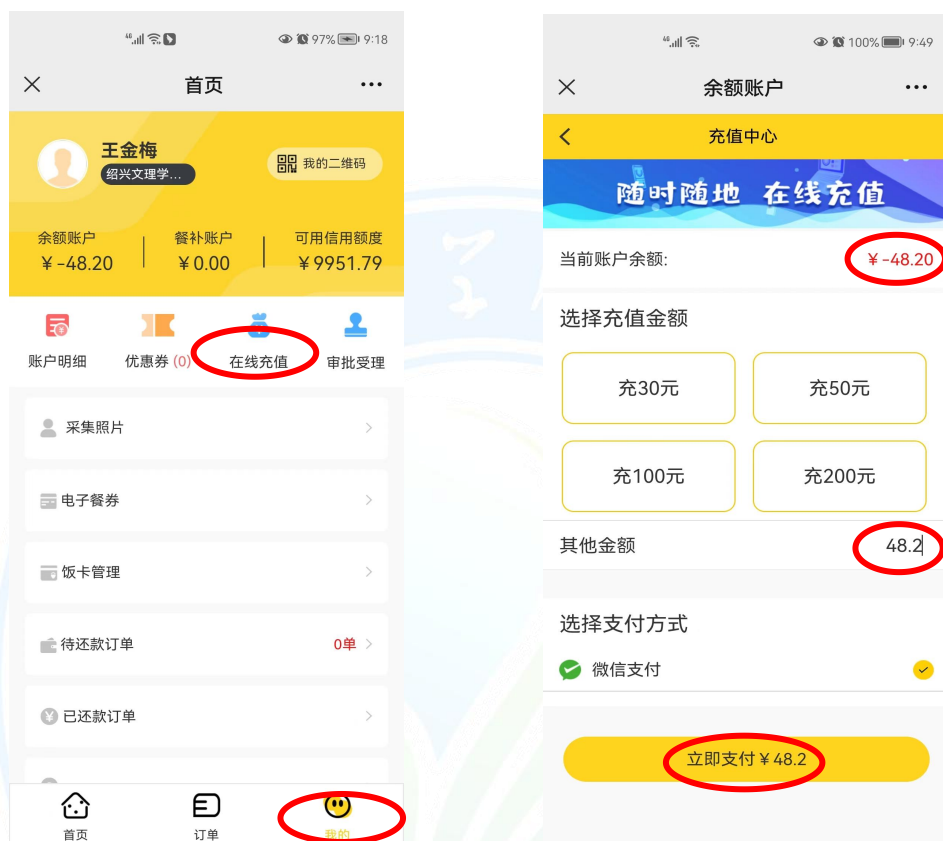 46 97% 9:18
首页
王金梅
绍兴文理学...
我的二维码
余额账户 餐补账户 可用信用额度
¥-48.20 ¥0.00 ¥9951.79
账户明细 优惠券 (0) 在线充值 审批受理
采集照片
电子餐券
饭卡管理
待还款订单 0单
已还款订单
首页 订单 我的
46 100% 9:49
余额账户
充值中心
随时随地 在线充值
当前账户余额: ¥-48.20
选择充值金额
充30元 充50元
充100元 充200元
其他金额 48.2
选择支付方式
微信支付
立即支付¥48.2